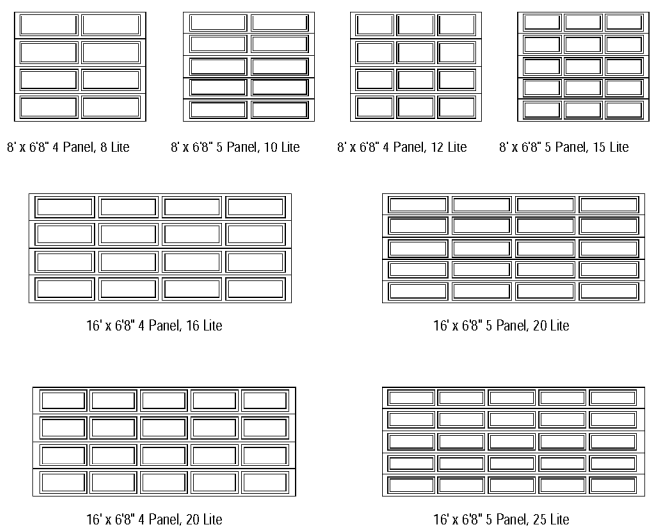 8' x 6'8" 4 Panel, 8 Lite
8' x 6'8" 5 Panel, 10 Lite
8' x 6'8" 4 Panel, 12 Lite
8' x 6'8" 5 Panel, 15 Lite
16' x 6'8" 4 Panel, 16 Lite
16' x 6'8" 5 Panel, 20 Lite
16' x 6'8" 4 Panel, 20 Lite
16' x 6'8" 5 Panel, 25 Lite